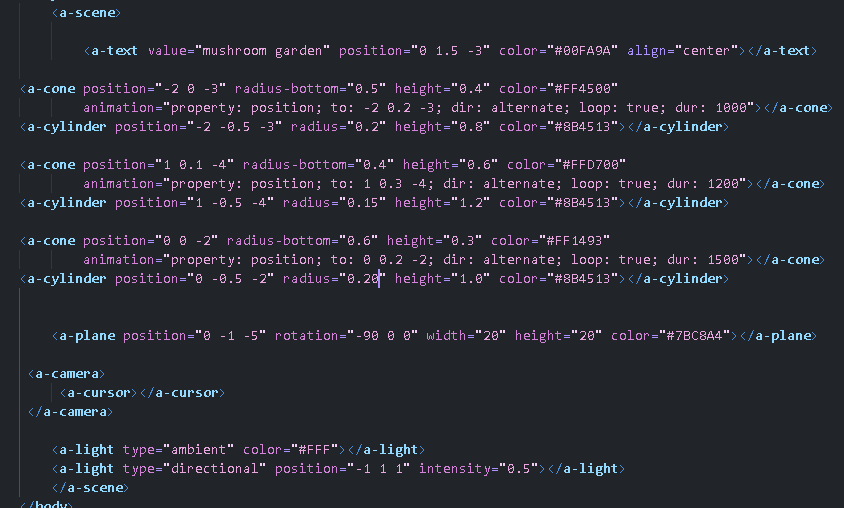 <a-scene>
<a-text value="mushroom garden" position="0 1.5 -3" color="#00FA9A" align="center"></a-text>
<a-cone position="-2 0 -3" radius-bottom="0.5" height="0.4" color="#FF4500"
animation="property: position; to: -2 0.2 -3; dir: alternate; loop: true; dur: 1000"></a-cone>
<a-cylinder position="-2 -0.5 -3" radius="0.2" height="0.8" color="#8B4513"></a-cylinder>
<a-cone position="1 0.1 -4" radius-bottom="0.4" height="0.6" color="#FFD700"
animation="property: position; to: 1 0.3 -4; dir: alternate; loop: true; dur: 1200"></a-cone>
<a-cylinder position="1 -0.5 -4" radius="0.15" height="1.2" color="#8B4513"></a-cylinder>
<a-cone position="0 0 -2" radius-bottom="0.6" height="0.3" color="#FF1493"
animation="property: position; to: 0 0.2 -2; dir: alternate; loop: true; dur: 1500"></a-cone>
<a-cylinder position="0 -0.5 -2" radius="0.20" height="1.0" color="#8B4513"></a-cylinder>
<a-plane position="0 -1 -5" rotation="-90 0 0" width="20" height="20" color="#7BC8A4"></a-plane>
<a-camera>
<a-cursor></a-cursor>
</a-camera>
<a-light type="ambient" color="#FFF"></a-light>
<a-light type="directional" position="-1 1 1" intensity="0.5"></a-light>
</a-scene>
</body>